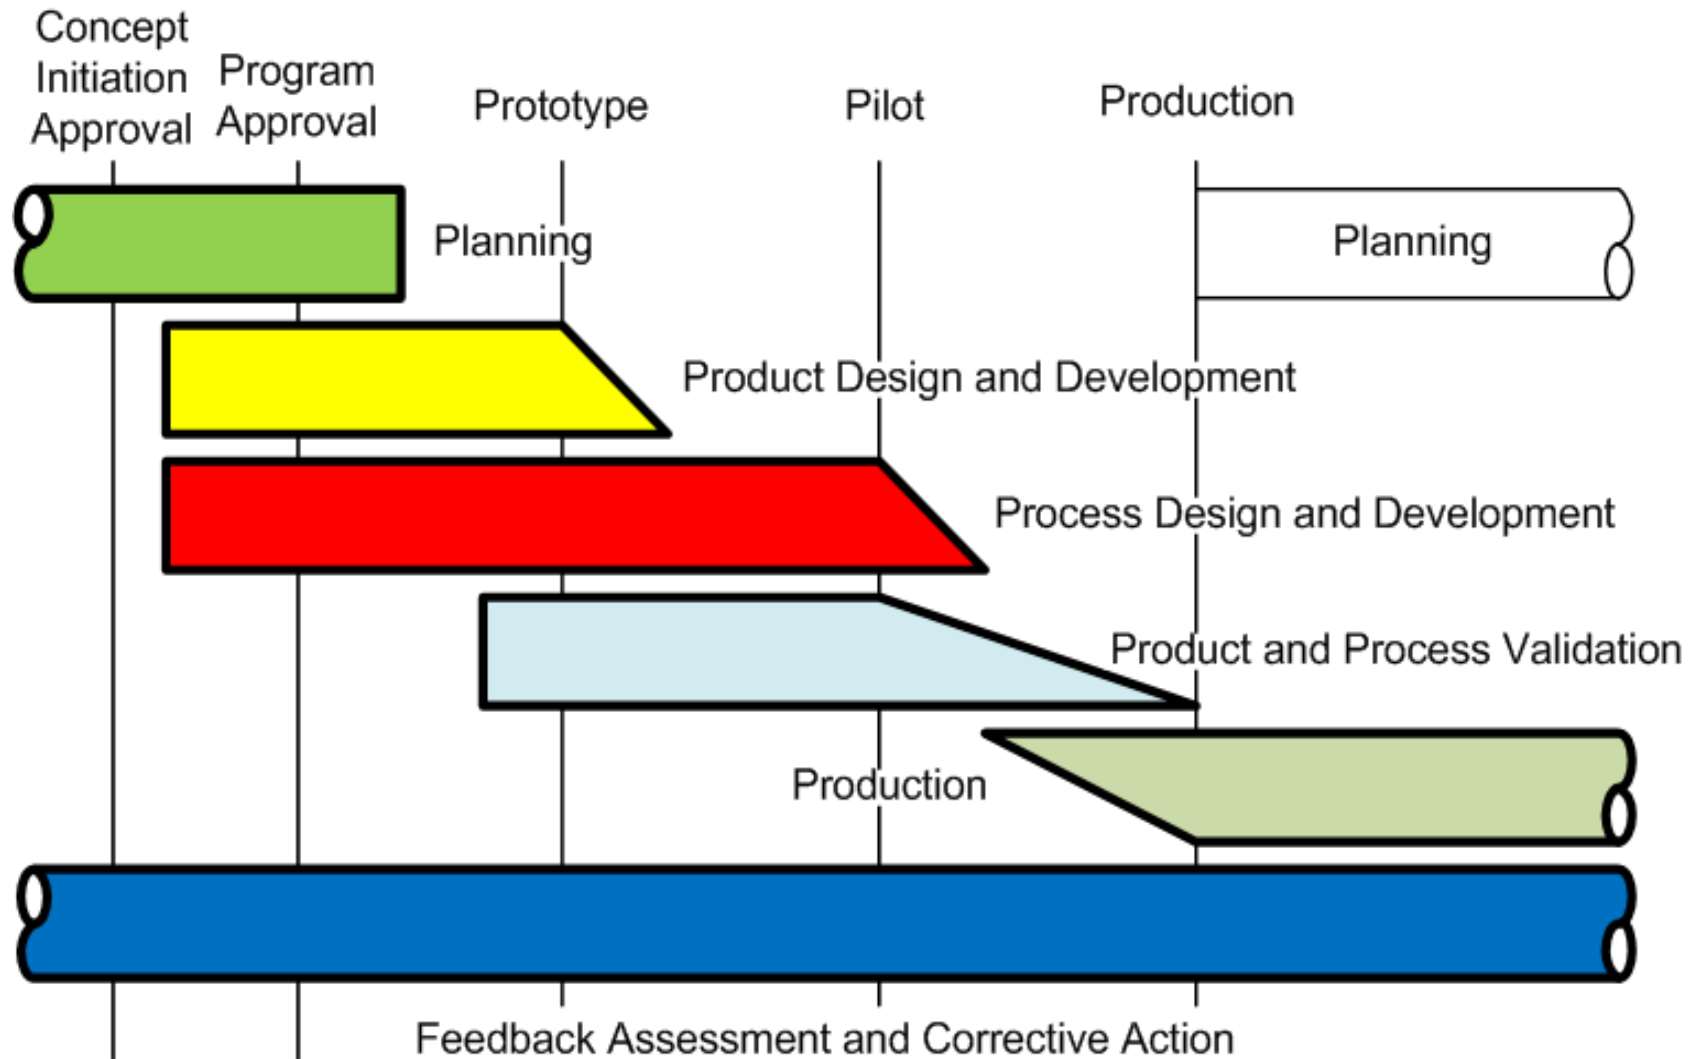 Concept
Initiation
Approval
Program
Approval
Prototype
Pilot
Production
Planning
Planning
Product Design and Development
Process Design and Development
Product and Process Validation
Production
Feedback Assessment and Corrective Action